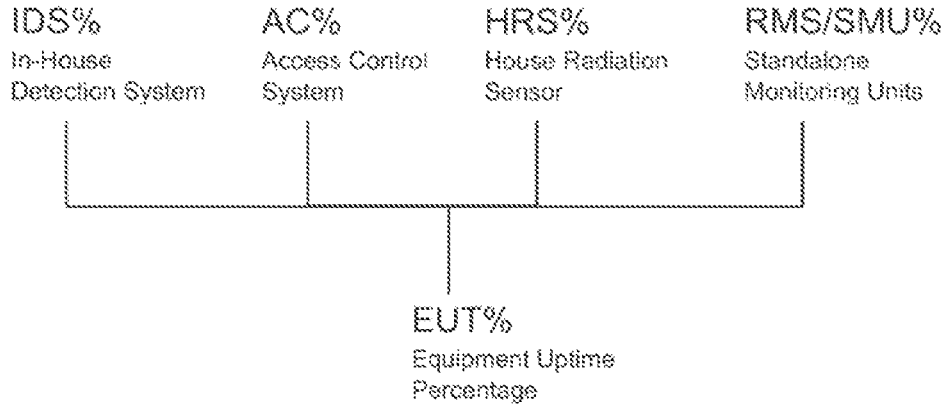 IDS%
In-House
Detection System
AC%
Access Control
System
HRS%
House Radiation
Sensor
RMS/SMU%
Standalone
Monitoring Units
EUT%
Equipment Uptime
Percentage